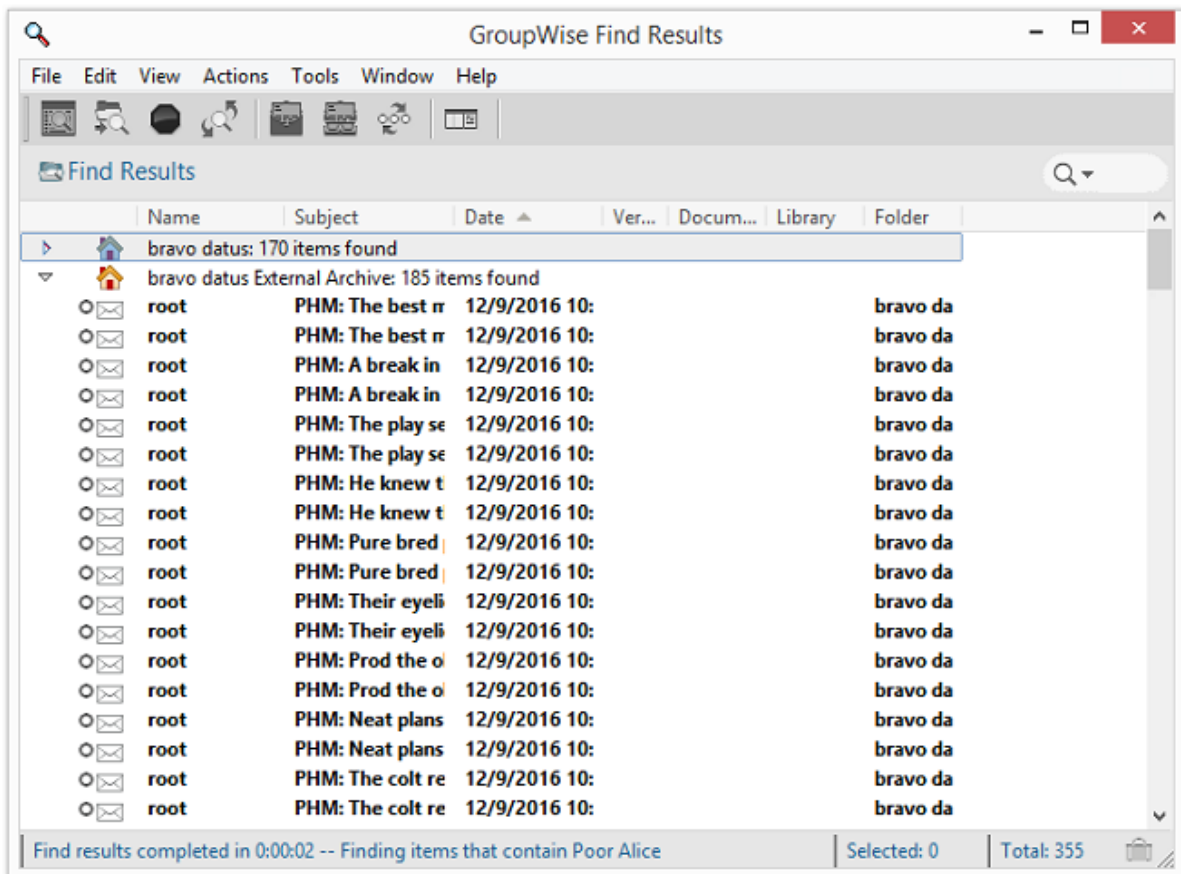 GroupWise Find Results
File Edit View Actions Tools Window Help
Find Results
Name Subject Date Ver... Docum... Library Folder
bravo datus: 170 items found
bravo datus External Archive: 185 items found
root PHM: The best m 12/9/2016 10: bravo da
root PHM: The best m 12/9/2016 10: bravo da
root PHM: A break in 12/9/2016 10: bravo da
root PHM: A break in 12/9/2016 10: bravo da
root PHM: The play se 12/9/2016 10: bravo da
root PHM: The play se 12/9/2016 10: bravo da
root PHM: He knew t 12/9/2016 10: bravo da
root PHM: He knew t 12/9/2016 10: bravo da
root PHM: Pure bred 12/9/2016 10: bravo da
root PHM: Pure bred 12/9/2016 10: bravo da
root PHM: Their eyeli 12/9/2016 10: bravo da
root PHM: Their eyeli 12/9/2016 10: bravo da
root PHM: Prod the o 12/9/2016 10: bravo da
root PHM: Prod the o 12/9/2016 10: bravo da
root PHM: Neat plans 12/9/2016 10: bravo da
root PHM: Neat plans 12/9/2016 10: bravo da
root PHM: The colt re 12/9/2016 10: bravo da
root PHM: The colt re 12/9/2016 10: bravo da
Find results completed in 0:00:02 -- Finding items that contain Poor Alice Selected: 0 Total: 355